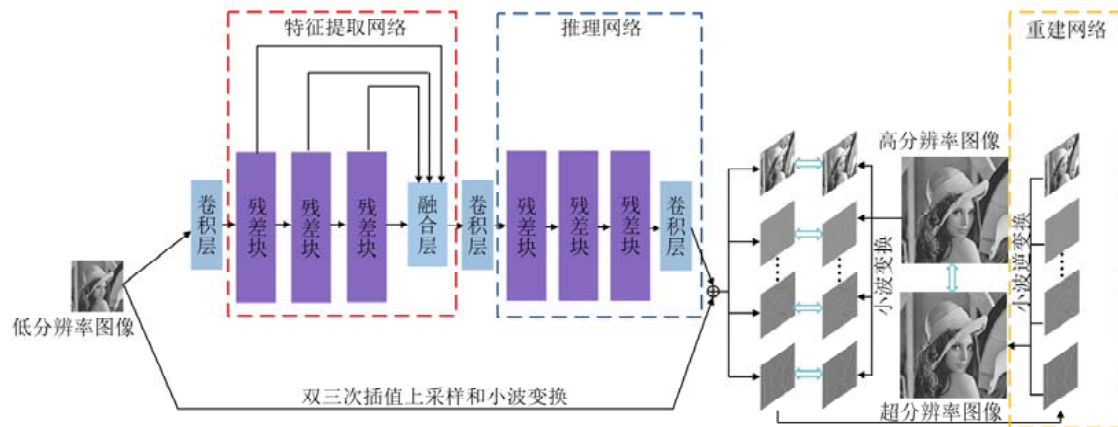 特征提取网络
推理网络
重建网络
高分辨率图像
卷积层
残差块
残差块
残差块
融合层
卷积层
残差块
残差块
残差块
卷积层
小波变换
小波逆变换
低分辨率图像
双三次插值上采样和小波变换
超分辨率图像